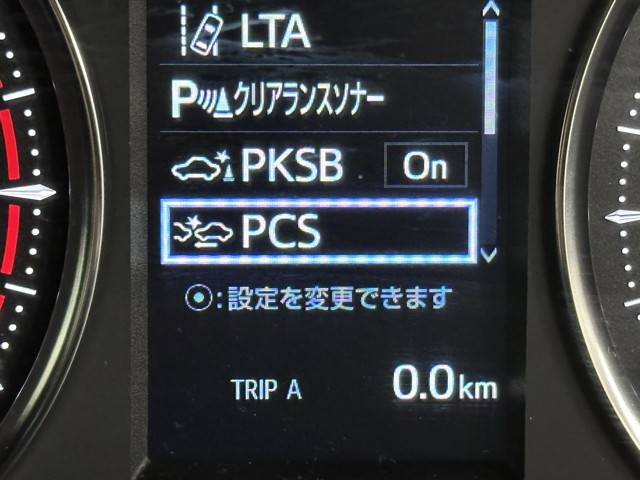 LTA
Pクリアランスソナー
PKSB On
PCS
⦿:設定を変更できます
TRIP A 0.0km